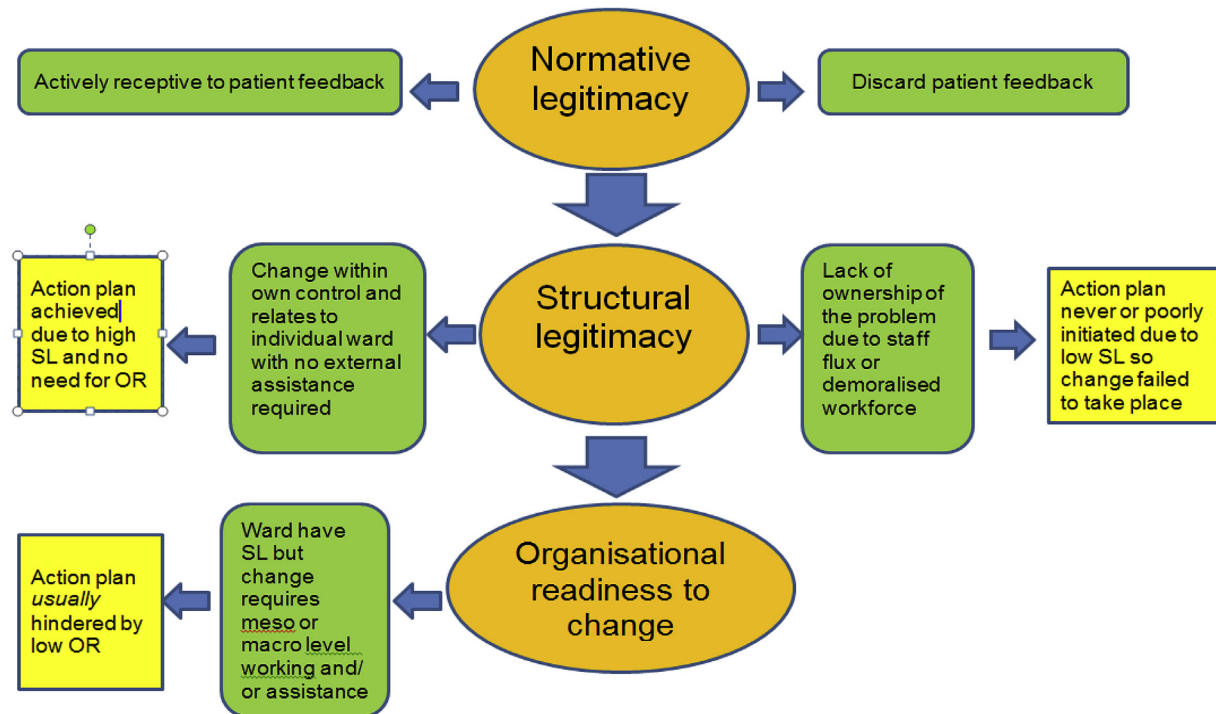 Normative
legitimacy
Actively receptive to patient feedback
Discard patient feedback
Action plan
achieved
due to high
SL and no
need for OR
Change within
own control and
relates to
individual ward
with no external
assistance
required
Structural
legitimacy
Lack of
ownership of
the problem
due to staff
flux or
demoralised
workforce
Action plan
never or poorly
initiated due to
low SL so
change failed
to take place
Action plan
usually
hindered by
low OR
Ward have
SL but
change
requires
meso or
macro level
working and/
or assistance
Organisational
readiness to
change